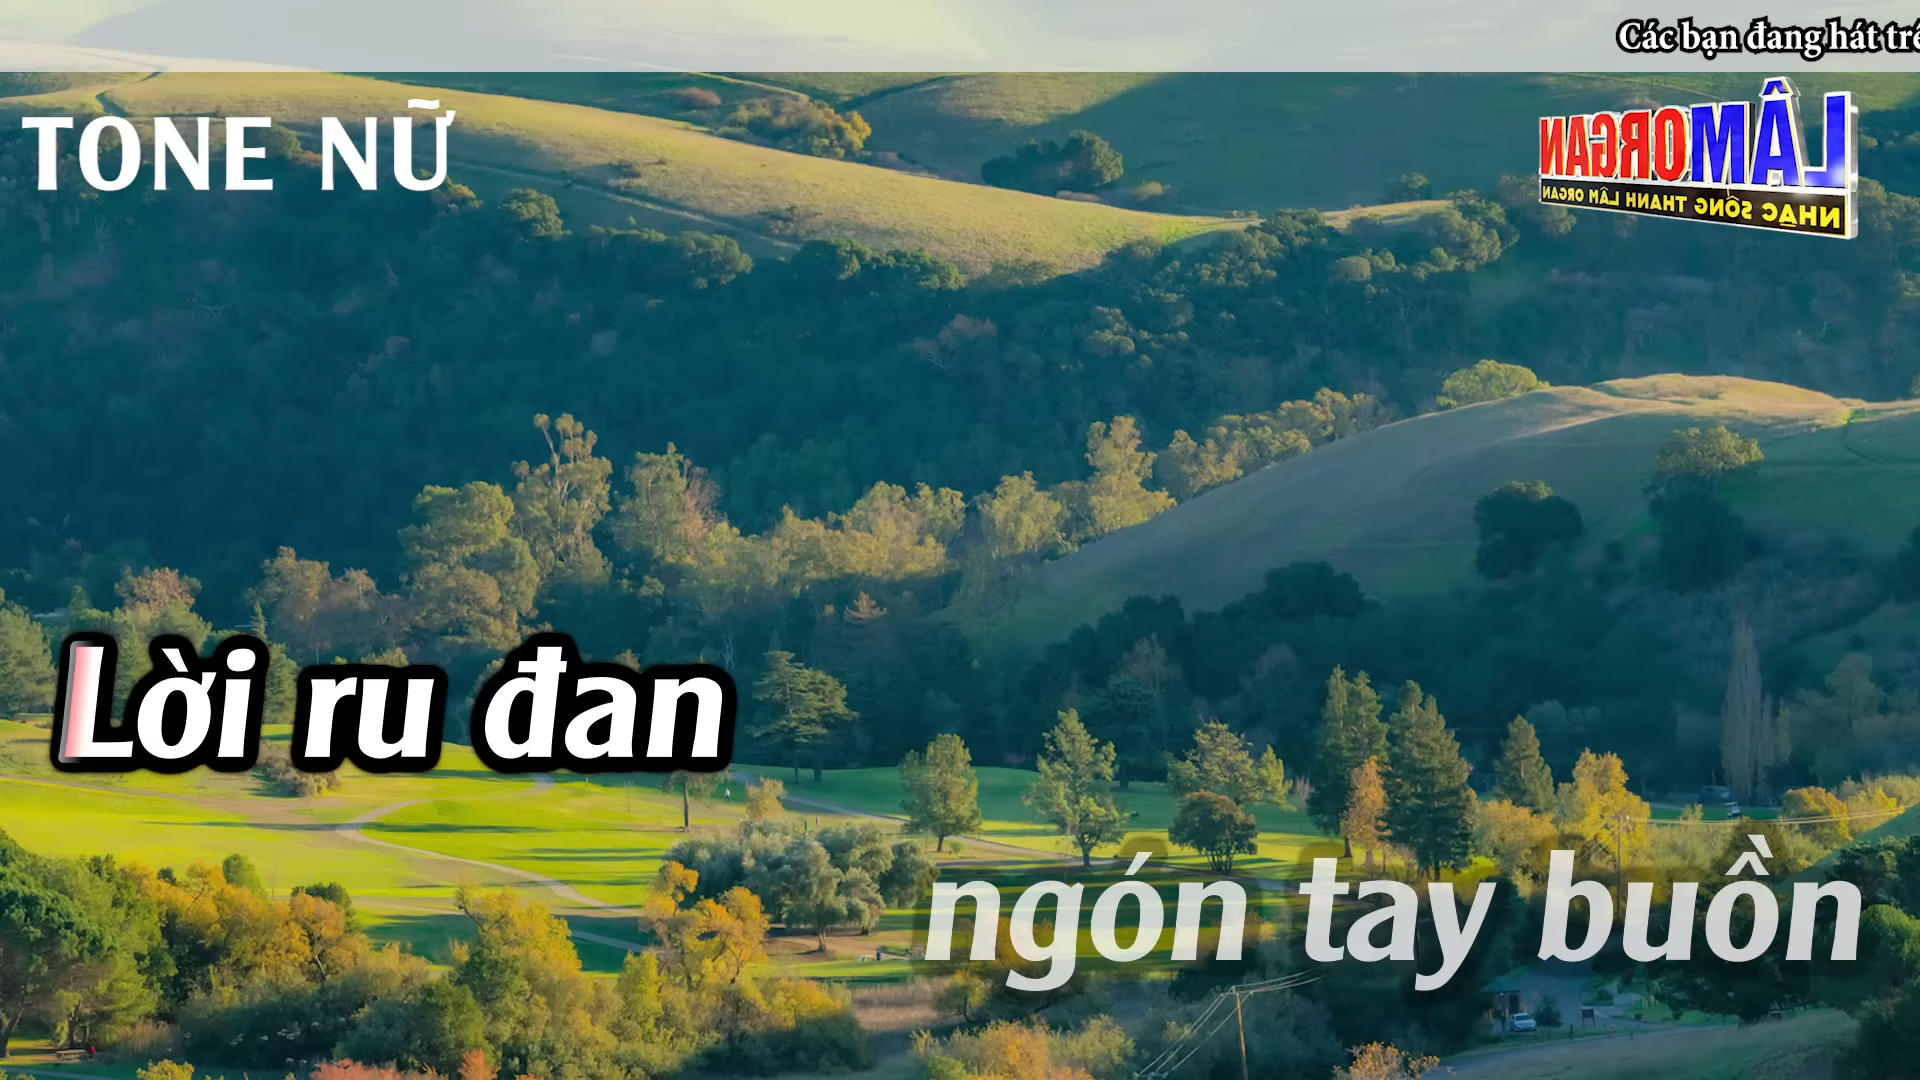 Các bạn đang hát trê
TONE NỮ
LÂM ORGAN
NHẠC SỐNG THANH LÂM ORGAN
Lời ru đan
ngón tay buồn